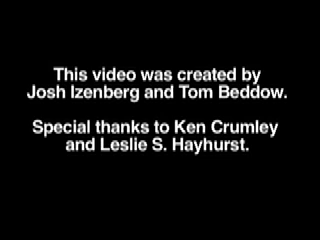 This video was created by
Josh Izenberg and Tom Beddow.
Special thanks to Ken Crumley
and Leslie S. Hayhurst.